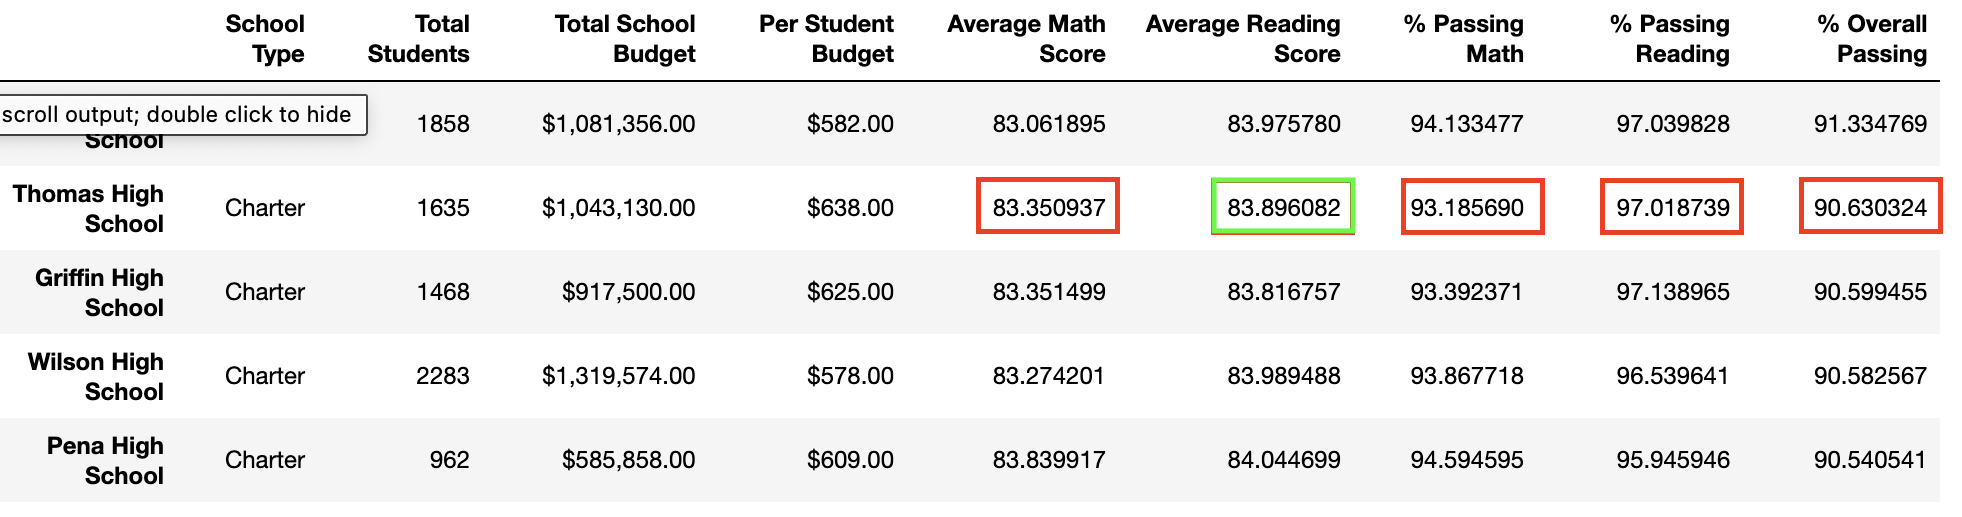 School Type Total Students Total School Budget Per Student Budget Average Math Score Average Reading Score % Passing Math % Passing Reading % Overall Passing
scroll output; double click to hide
School 1858 $1,081,356.00 $582.00 83.061895 83.975780 94.133477 97.039828 91.334769
Thomas High School Charter 1635 $1,043,130.00 $638.00 83.350937 83.896082 93.185690 97.018739 90.630324
Griffin High School Charter 1468 $917,500.00 $625.00 83.351499 83.816757 93.392371 97.138965 90.599455
Wilson High School Charter 2283 $1,319,574.00 $578.00 83.274201 83.989488 93.867718 96.539641 90.582567
Pena High School Charter 962 $585,858.00 $609.00 83.839917 84.044699 94.594595 95.945946 90.540541